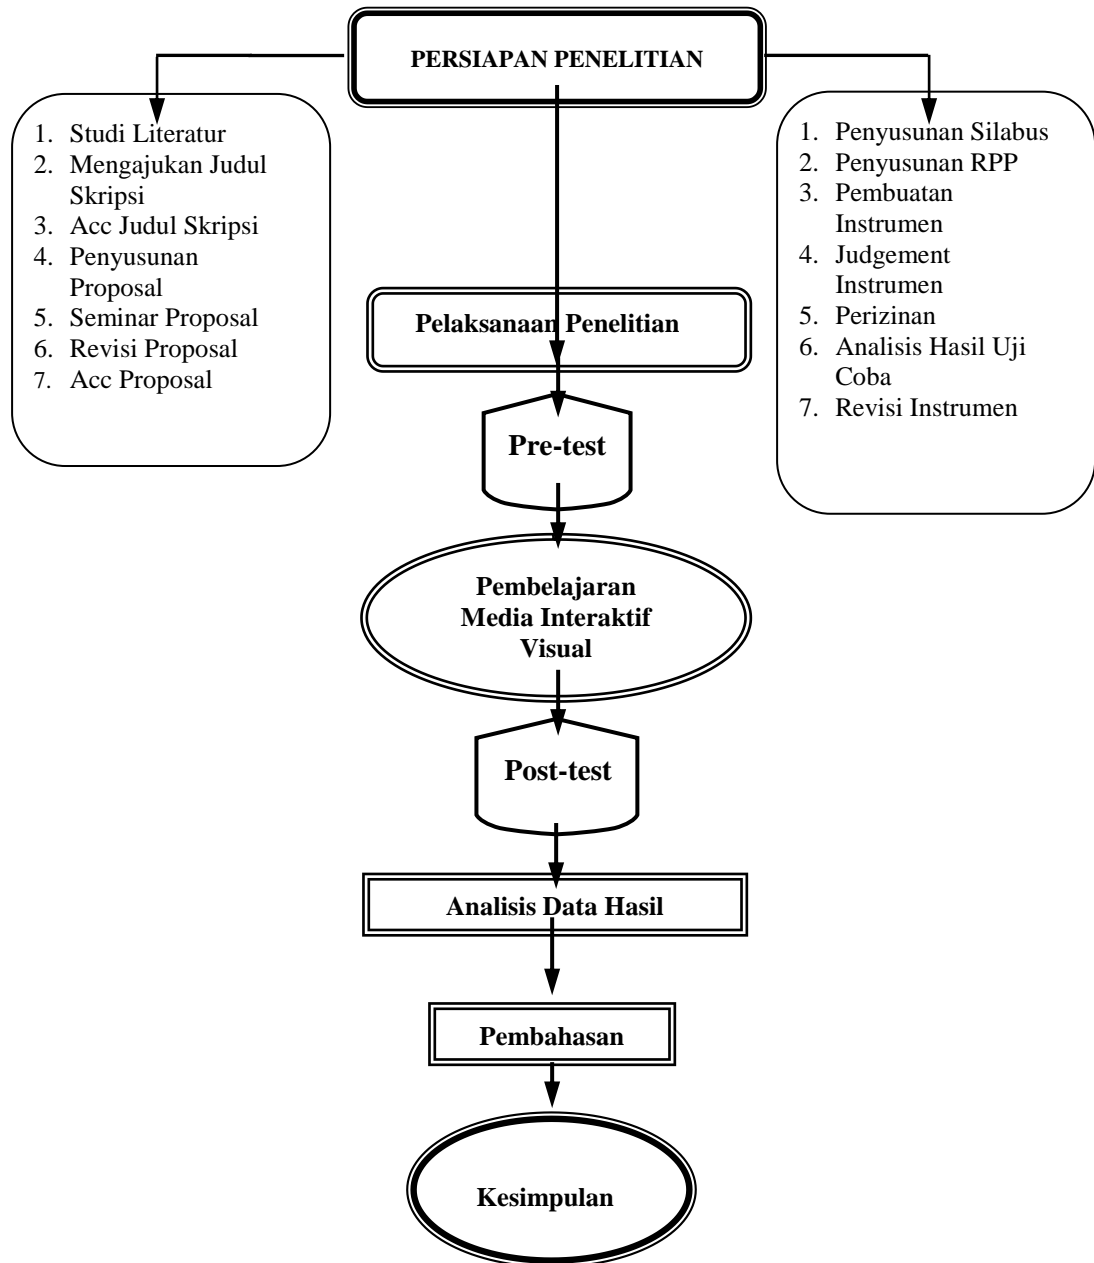 PERSIAPAN PENELITIAN
1. Studi Literatur
2. Mengajukan Judul
Skripsi
3. Acc Judul Skripsi
4. Penyusunan
Proposal
5. Seminar Proposal
6. Revisi Proposal
7. Acc Proposal
1. Penyusunan Silabus
2. Penyusunan RPP
3. Pembuatan
Instrumen
4. Judgement
Instrumen
5. Perizinan
6. Analisis Hasil Uji
Coba
7. Revisi Instrumen
Pelaksanaan Penelitian
Pre-test
Pembelajaran
Media Interaktif
Visual
Post-test
Analisis Data Hasil
Pembahasan
Kesimpulan